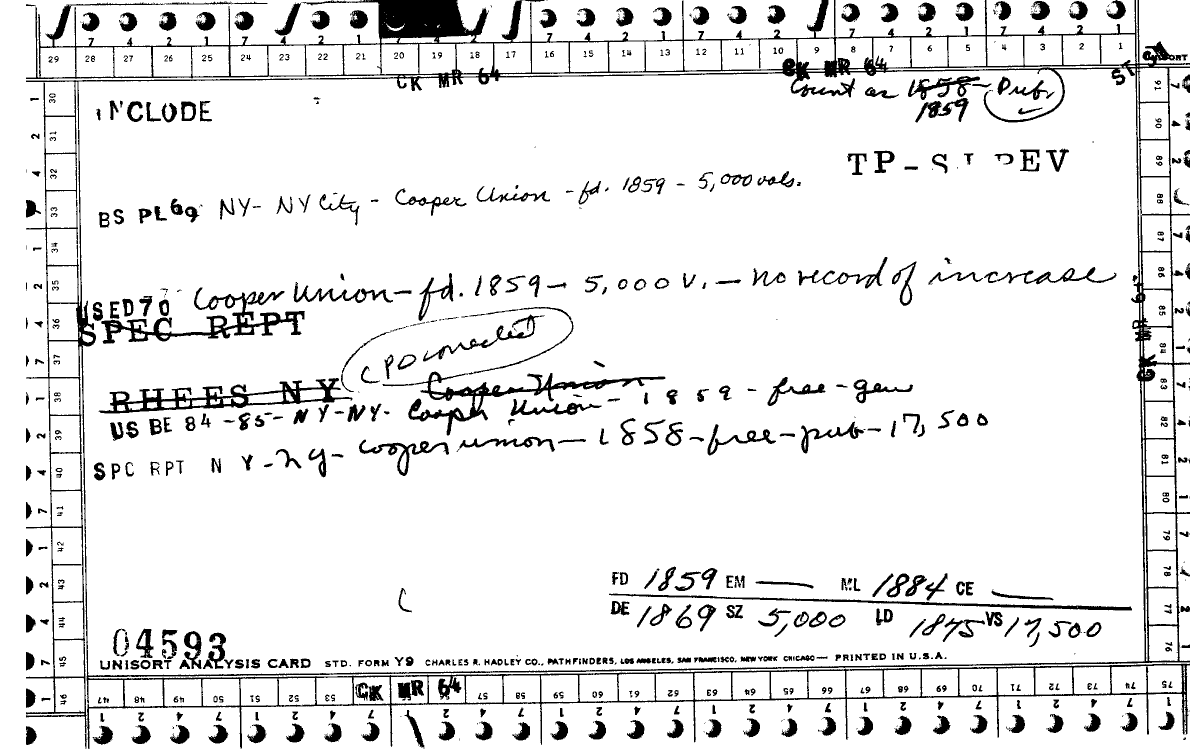 7 4 2 1 7 4 2 1 7 4 2 1 7 4 2 1 7 4 2 1 7 4 2 1
29 28 27 26 25 24 23 22 21 20 19 18 17 16 15 14 13 12 11 10 9 8 7 6 5 4 3 2 1
CK MR 64 CK MR 64
INCLUDE
Count as 1858 - Pub.
1859
TP-SJ REV
BS PL69 NY- NY City - Cooper Union - fd. 1859 - 5,000 vols.
USED70 Cooper Union - fd. 1859 - 5,000 V. - no record of increase
SPEC REPT
CPD corrected
RHEES NY Cooper Union
US BE 84-85- NY-NY- Cooper Union - 1859 - free - gen
SPC RPT NY-NY- Cooper union - 1858 - free - pub - 17,500
FD 1859 EM — ML 1884 CE —
DE 1869 SZ 5,000 LD 1875 VS 17,500
04593
UNISORT ANALYSIS CARD STD. FORM Y9 CHARLES R. HADLEY CO., PATHFINDERS, LOS ANGELES, SAN FRANCISCO, NEW YORK CHICAGO — PRINTED IN U.S.A.
CK MR 64
47 48 49 50 51 52 53 57 58 59 60 61 62 63 64 65 66 67 68 69 70 71 72 73 74 75
30 31 32 33 34 35 36 37 38 39 40 41 42 43 44 45 46
91 90 89 88 87 86 85 84 83 82 81 80 79 78 77 76
CK MR 64